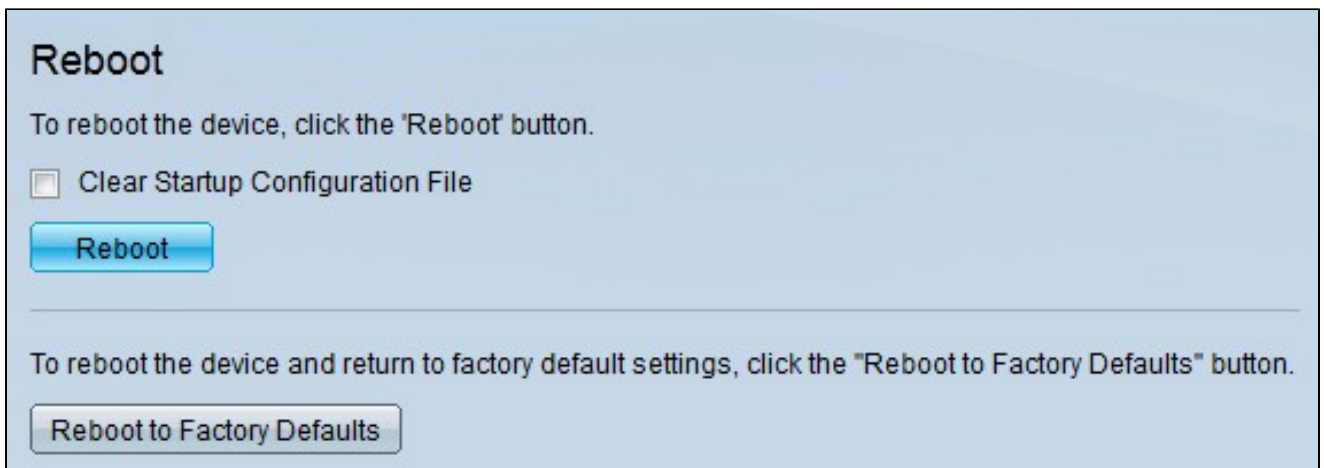 Reboot
To reboot the device, click the 'Reboot' button.
Clear Startup Configuration File
Reboot
To reboot the device and return to factory default settings, click the "Reboot to Factory Defaults" button.
Reboot to Factory Defaults